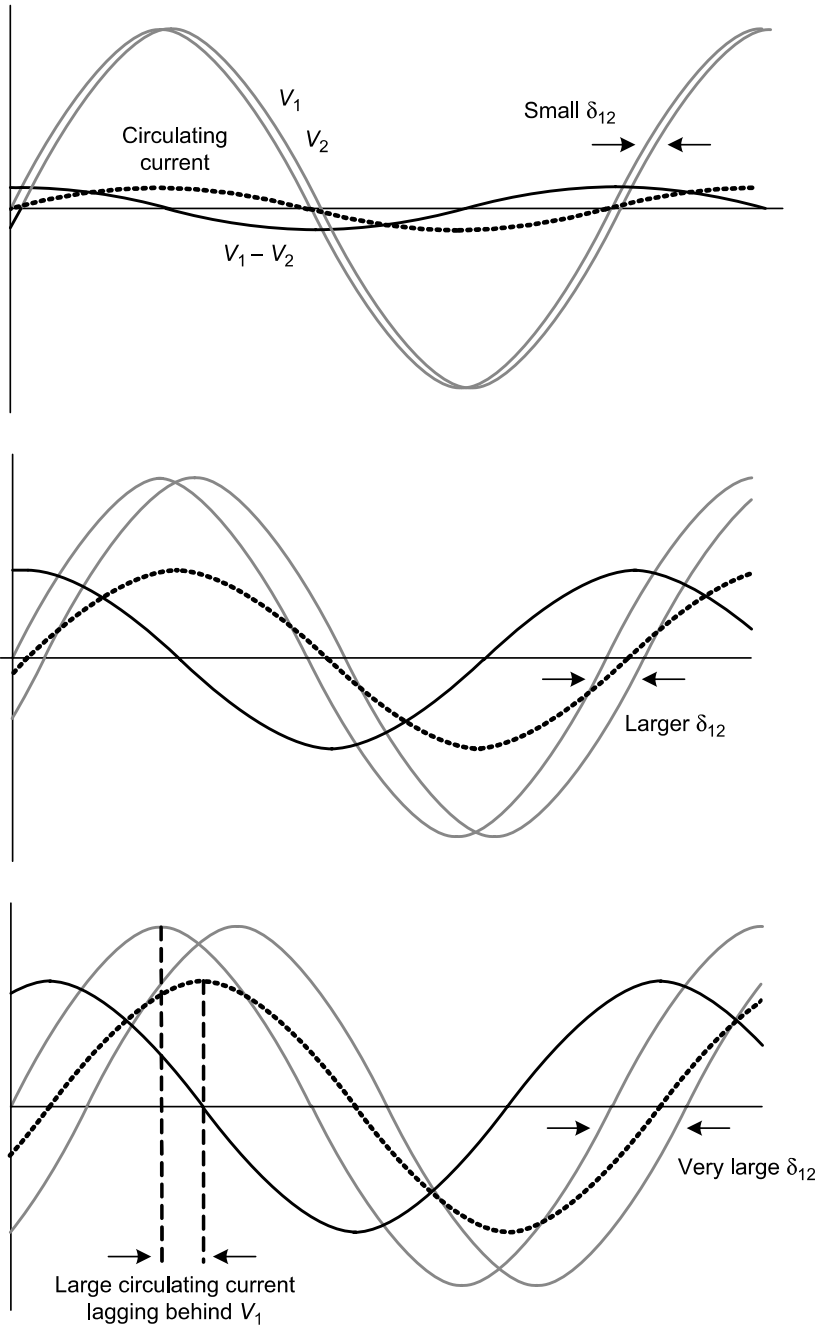 V₁
Small δ₁₂
Circulating
current
V₂
V₁ – V₂
Larger δ₁₂
Very large δ₁₂
Large circulating current
lagging behind V₁